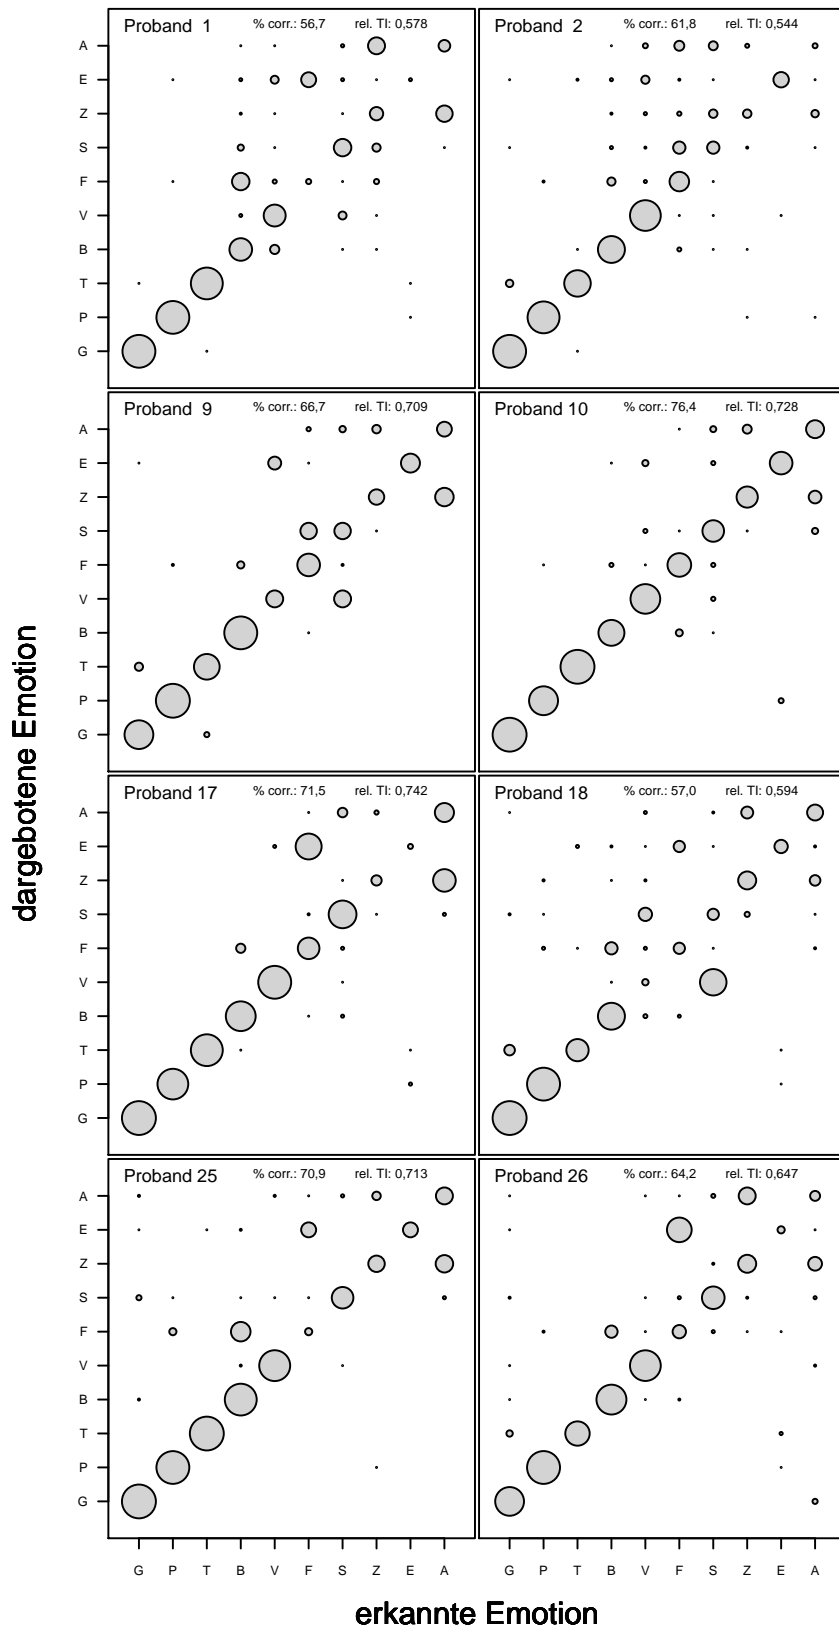 Proband 1 % corr.: 56,7 rel. TI: 0,578
Proband 2 % corr.: 61,8 rel. TI: 0,544
A
E
Z
S
F
V
B
T
P
G
Proband 9 % corr.: 66,7 rel. TI: 0,709
Proband 10 % corr.: 76,4 rel. TI: 0,728
A
E
Z
S
F
V
B
T
P
G
Proband 17 % corr.: 71,5 rel. TI: 0,742
Proband 18 % corr.: 57,0 rel. TI: 0,594
A
E
Z
S
F
V
B
T
P
G
Proband 25 % corr.: 70,9 rel. TI: 0,713
Proband 26 % corr.: 64,2 rel. TI: 0,647
A
E
Z
S
F
V
B
T
P
G
G P T B V F S Z E A G P T B V F S Z E A
dargebotene Emotion
erkannte Emotion